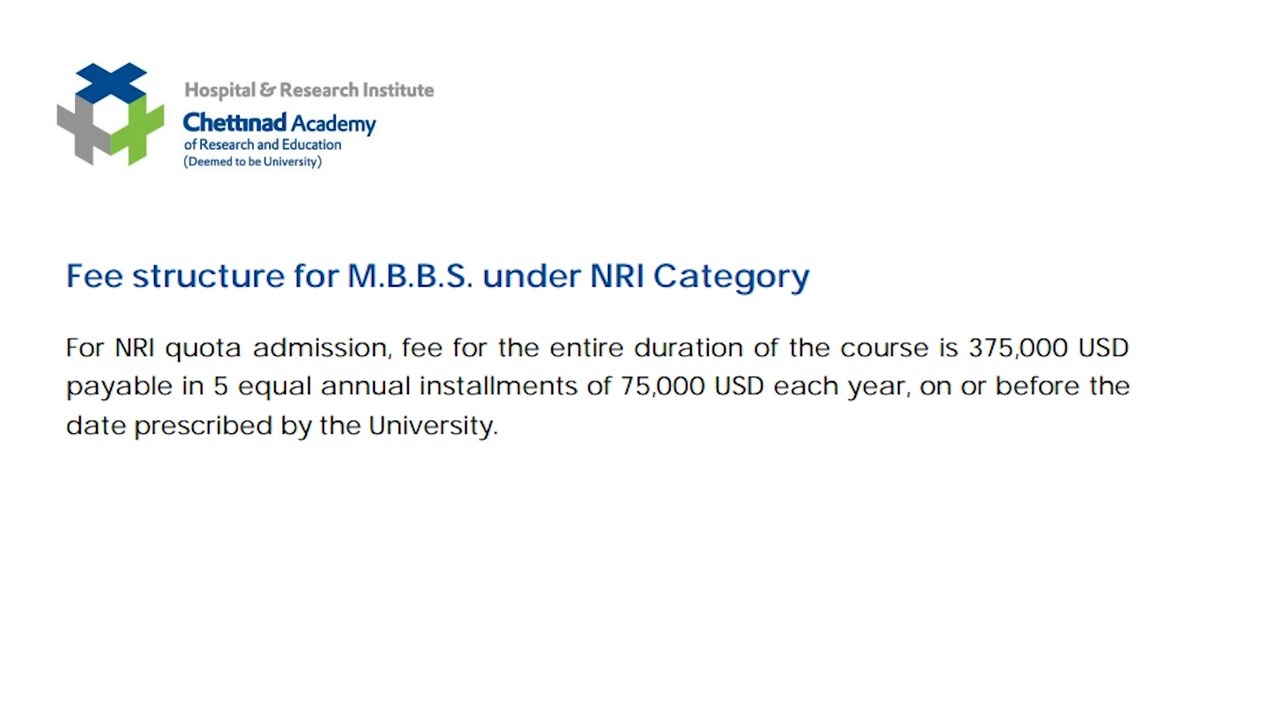 Hospital & Research Institute
Chettinad Academy
of Research and Education
(Deemed to be University)
Fee structure for M.B.B.S. under NRI Category
For NRI quota admission, fee for the entire duration of the course is 375,000 USD
payable in 5 equal annual installments of 75,000 USD each year, on or before the
date prescribed by the University.